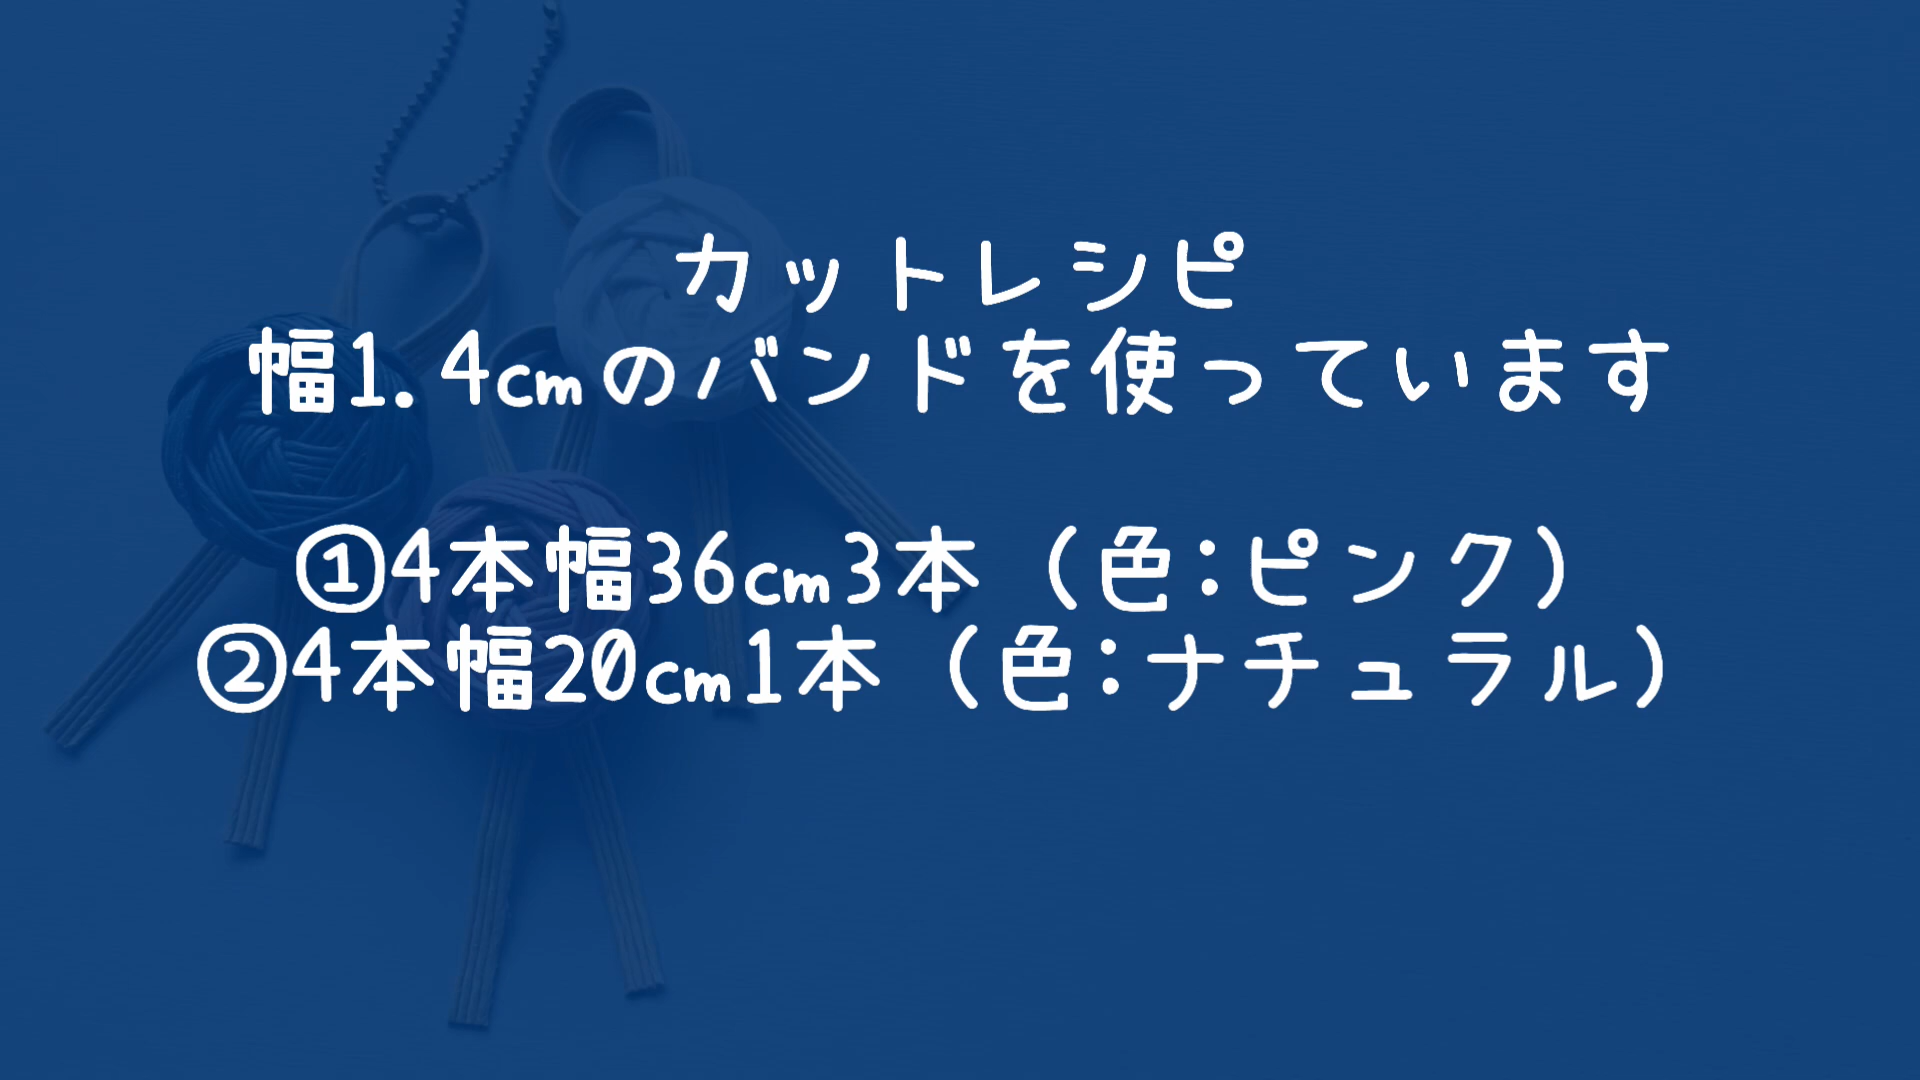 カットレシピ
幅1.4cmのバンドを使っています
①4本幅36cm3本（色:ピンク）
②4本幅20cm1本（色:ナチュラル）